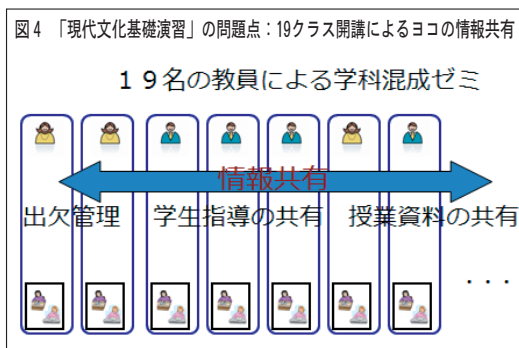 図4 「現代文化基礎演習」の問題点：19クラス開講によるヨコの情報共有
19名の教員による学科混成ゼミ
情報共有
出欠管理 学生指導の共有 授業資料の共有
・・・